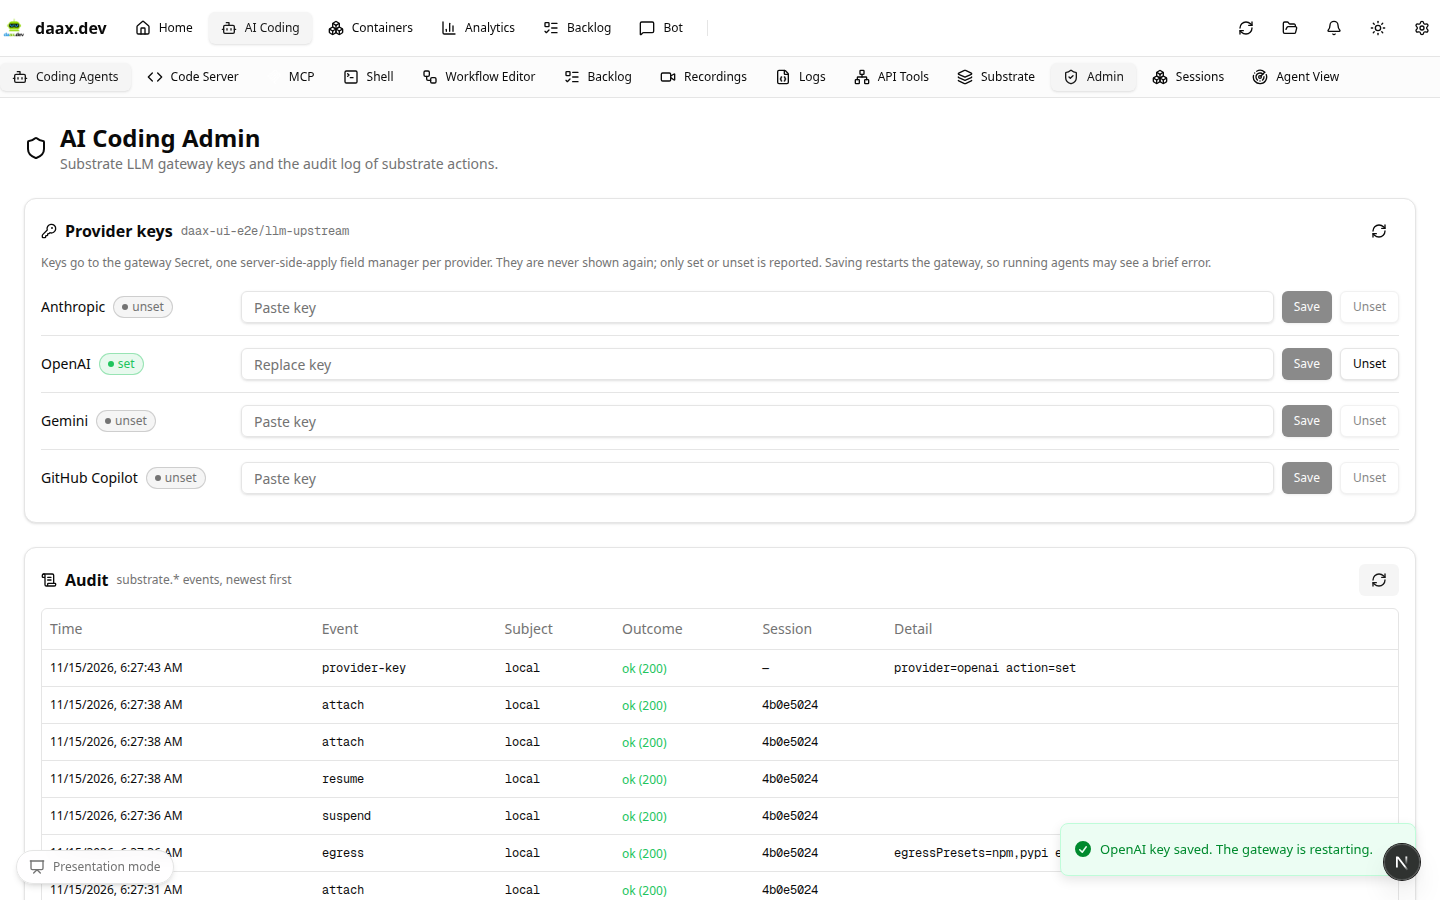 daax.dev Home AI Coding Containers Analytics Backlog Bot
Coding Agents Code Server MCP Shell Workflow Editor Backlog Recordings Logs API Tools Substrate Admin Sessions Agent View
AI Coding Admin
Substrate LLM gateway keys and the audit log of substrate actions.
Provider keys daax-ui-e2e/llm-upstream
Keys go to the gateway Secret, one server-side-apply field manager per provider. They are never shown again; only set or unset is reported. Saving restarts the gateway, so running agents may see a brief error.
Anthropic unset Paste key Save Unset
OpenAI set Replace key Save Unset
Gemini unset Paste key Save Unset
GitHub Copilot unset Paste key Save Unset
Audit substrate.* events, newest first
Time Event Subject Outcome Session Detail
11/15/2026, 6:27:43 AM provider-key local ok (200) — provider=openai action=set
11/15/2026, 6:27:38 AM attach local ok (200) 4b0e5024
11/15/2026, 6:27:38 AM attach local ok (200) 4b0e5024
11/15/2026, 6:27:38 AM resume local ok (200) 4b0e5024
11/15/2026, 6:27:36 AM suspend local ok (200) 4b0e5024
egress local ok (200) 4b0e5024 egressPresets=npm,pypi
OpenAI key saved. The gateway is restarting.
Presentation mode
11/15/2026, 6:27:31 AM attach local ok (200) 4b0e5024